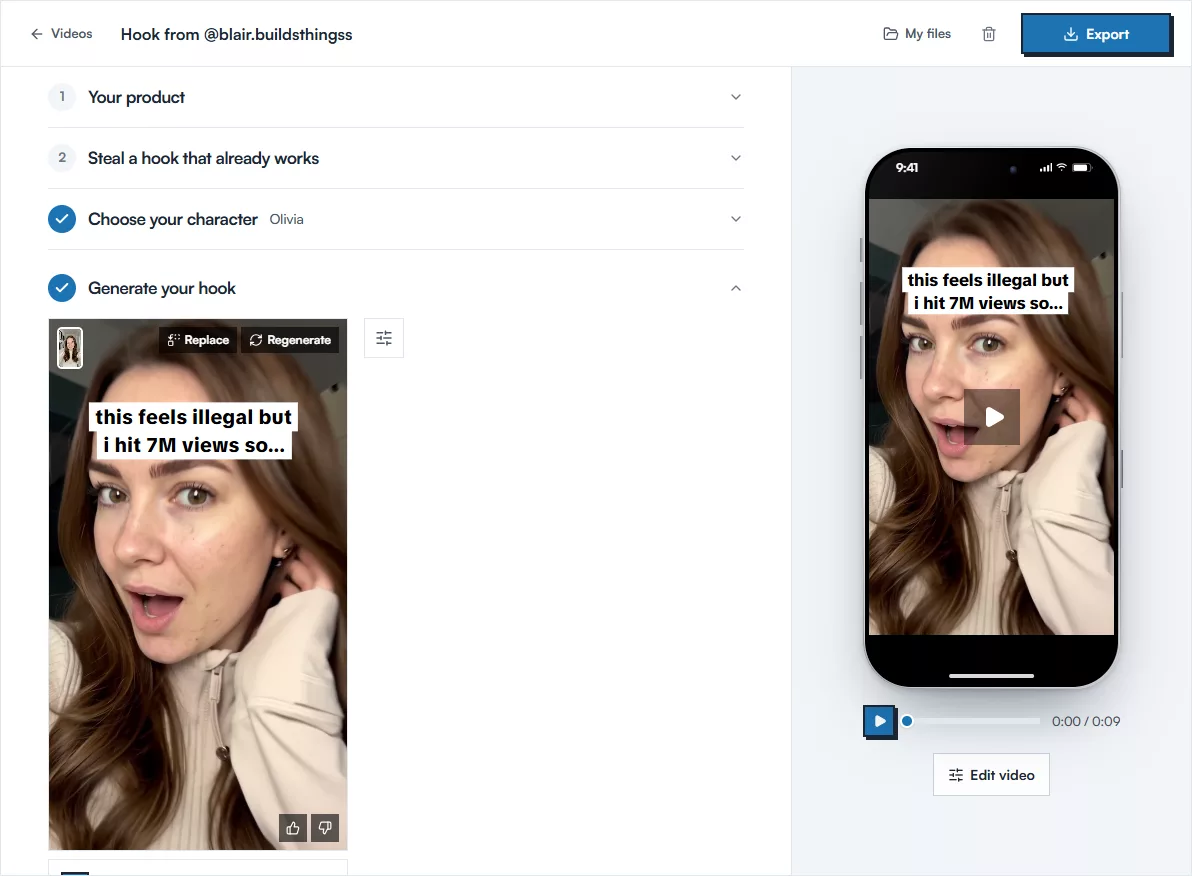 Videos
Hook from @blair.buildsthingss
My files
Export
1
Your product
2
Steal a hook that already works
Choose your character Olivia
Generate your hook
Replace
Regenerate
this feels illegal but
i hit 7M views so...
9:41
this feels illegal but
i hit 7M views so...
0:00 / 0:09
Edit video